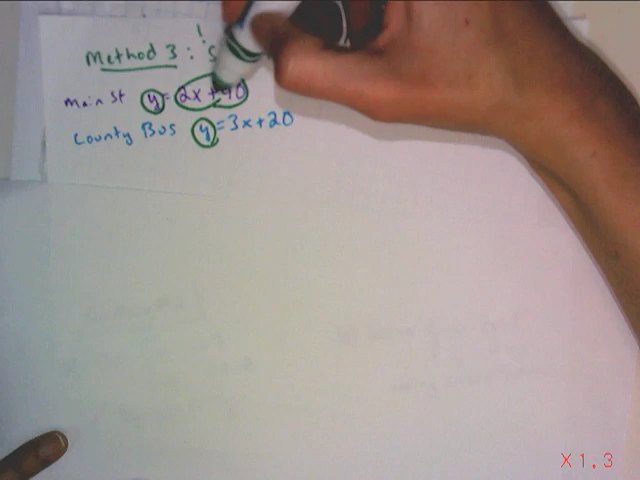 Method 3:
Main St y = 2x + 40
County Bus y = 3x + 20
X1.3